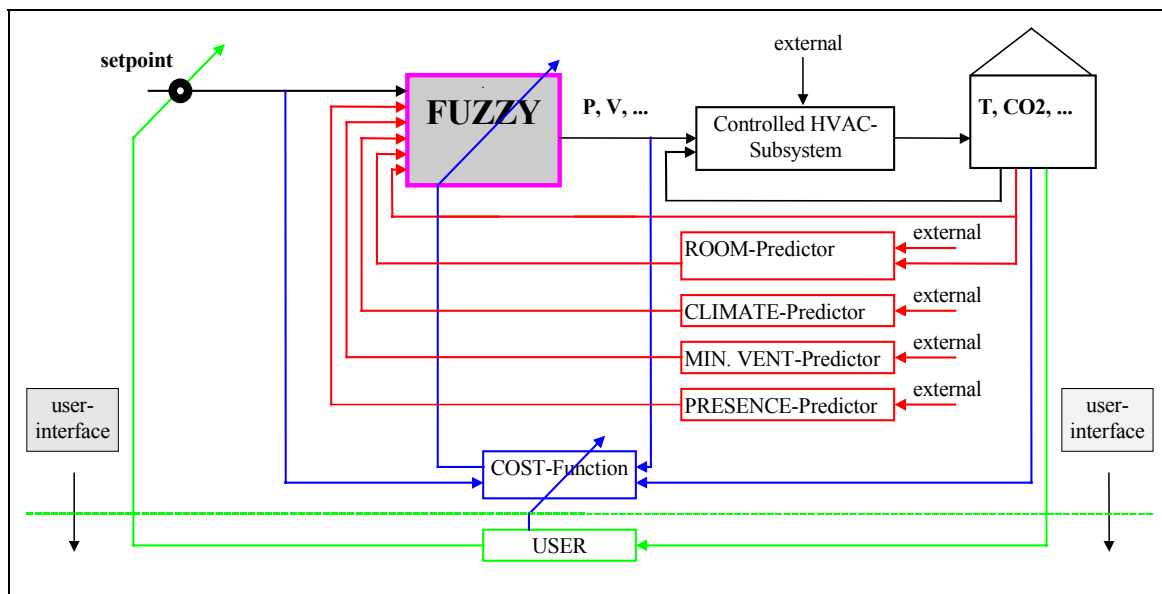 setpoint
external
FUZZY
P, V, ...
T, CO2, ...
Controlled HVAC-
Subsystem
external
ROOM-Predictor
external
CLIMATE-Predictor
external
MIN. VENT-Predictor
external
PRESENCE-Predictor
user-
interface
user-
interface
COST-Function
USER